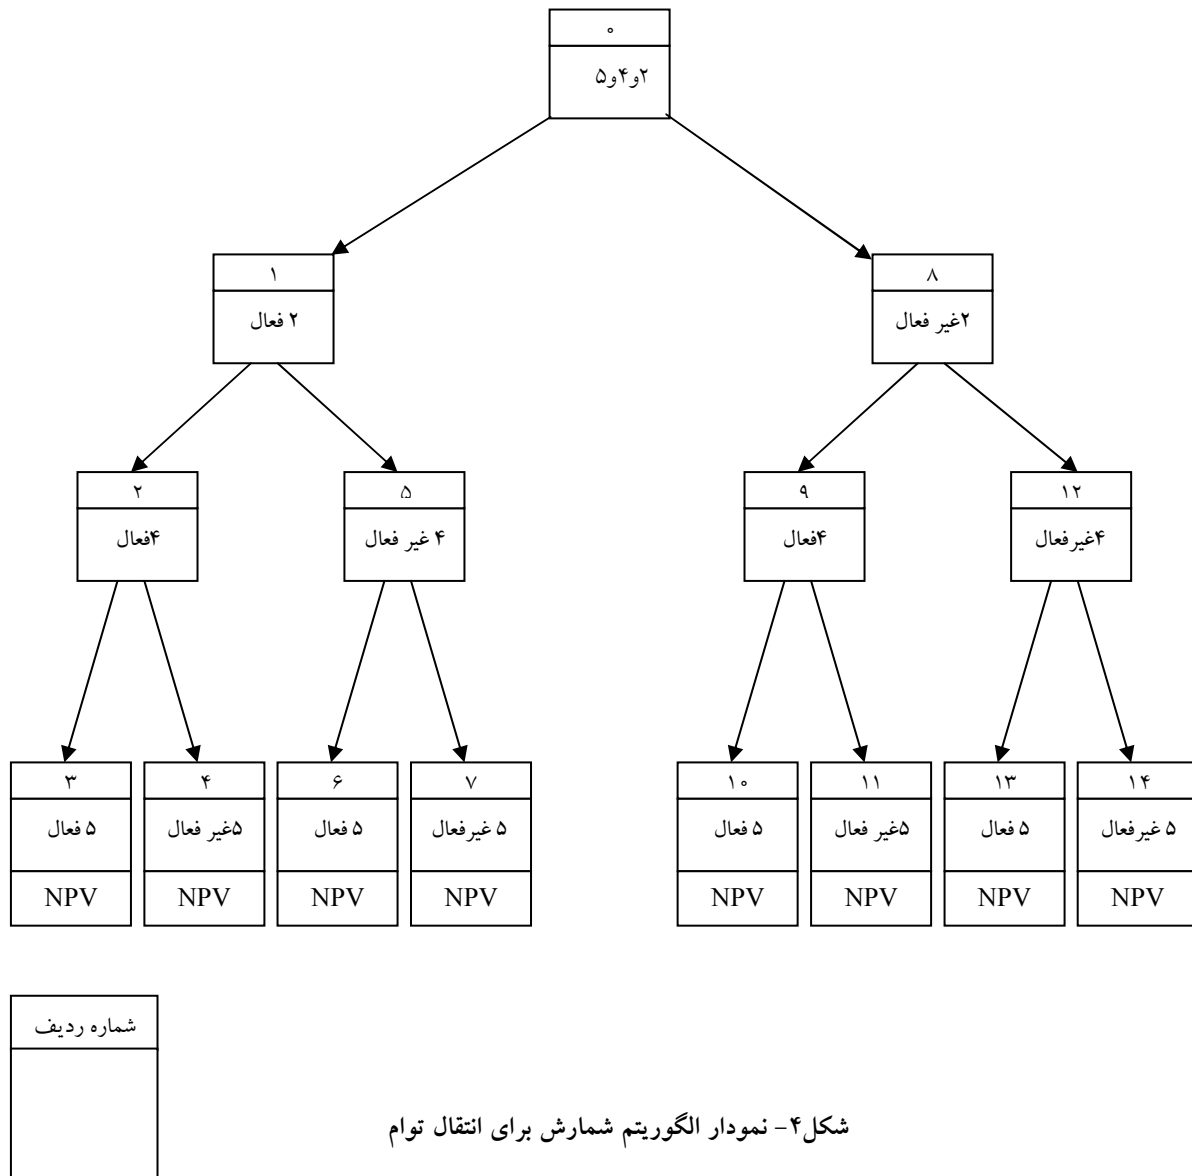 ۰
۲و۴و۵
۱
۲ فعال
۸
۲غیر فعال
۲
۴فعال
۵
۴ غیر فعال
۹
۴فعال
۱۲
۴غیرفعال
۳
۵ فعال
NPV
۴
۵غیر فعال
NPV
۶
۵ فعال
NPV
۷
۵ غیرفعال
NPV
۱۰
۵ فعال
NPV
۱۱
۵غیر فعال
NPV
۱۳
۵ فعال
NPV
۱۴
۵ غیرفعال
NPV
شماره ردیف
شکل۴- نمودار الگوریتم شمارش برای انتقال توام